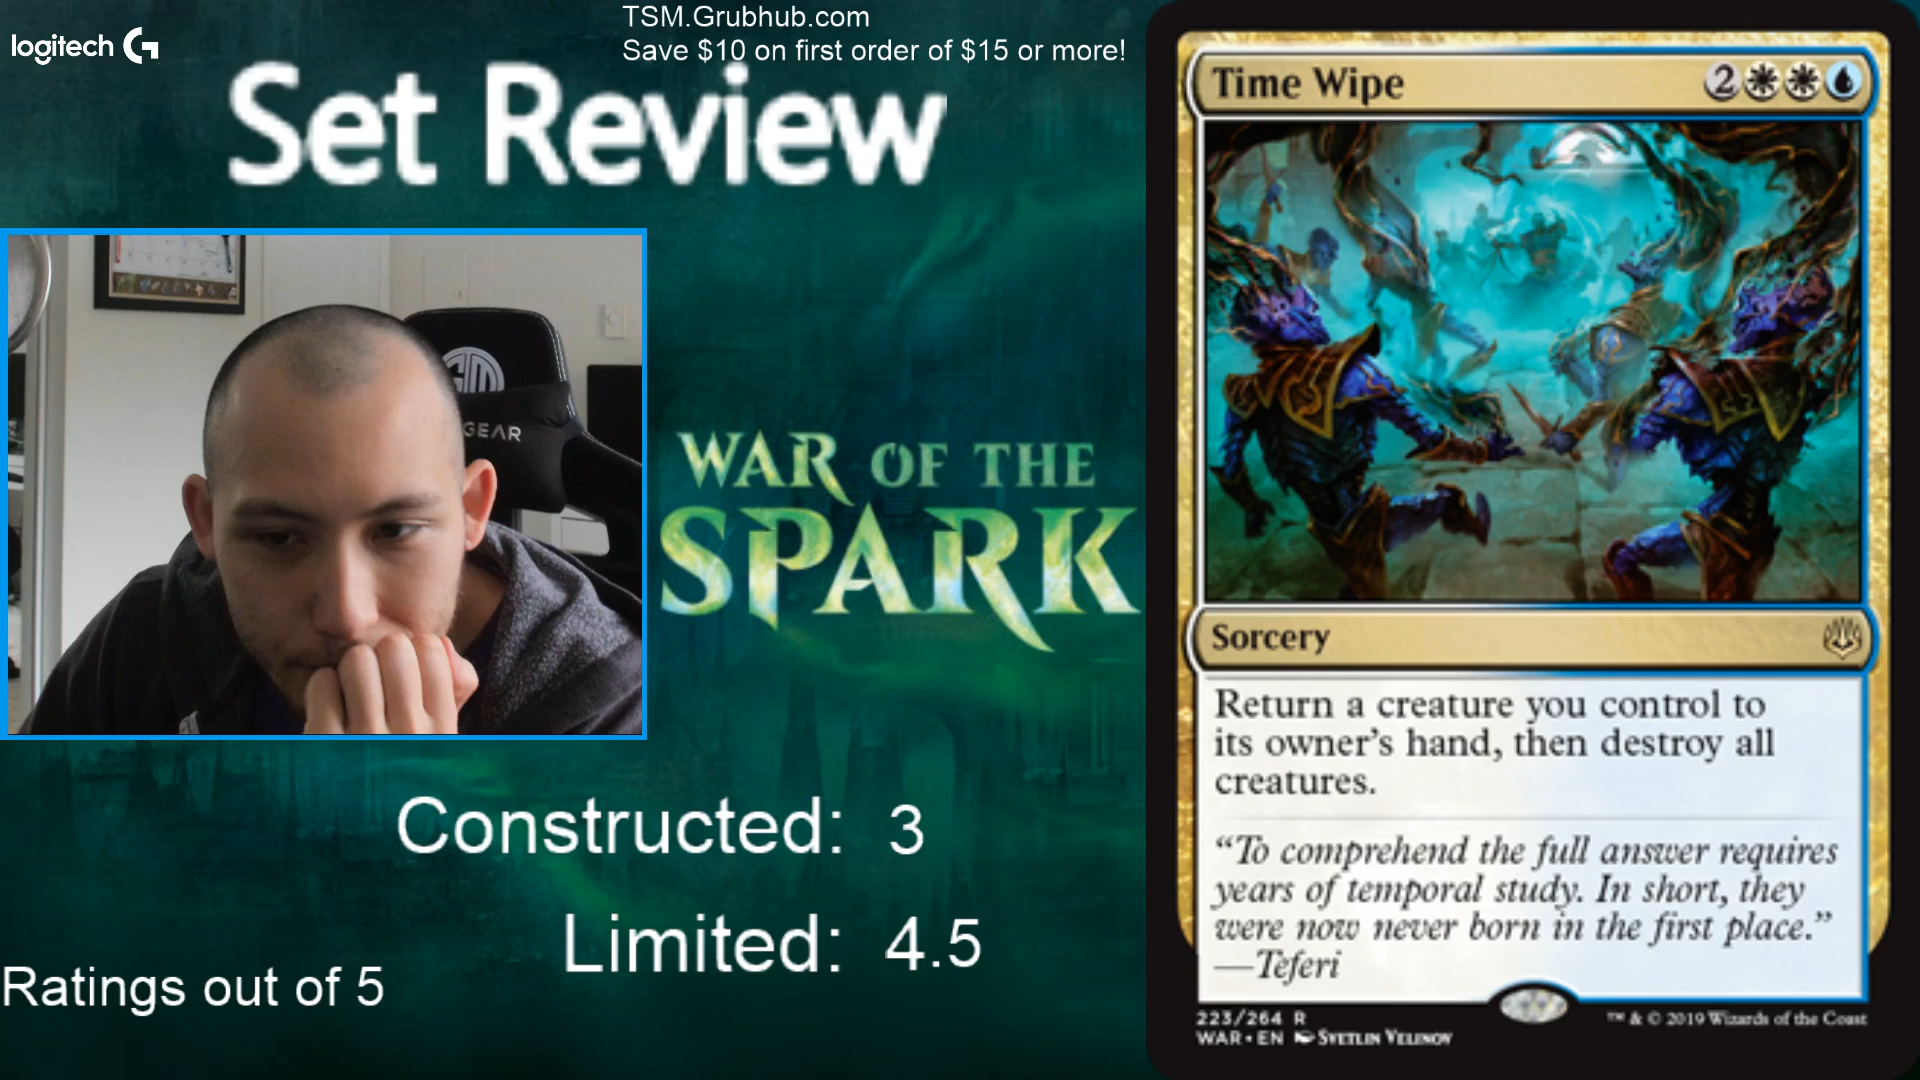 logitech G
TSM.Grubhub.com
Save $10 on first order of $15 or more!
Set Review
GEAR
WAR OF THE
SPARK
Constructed: 3
Limited: 4.5
Ratings out of 5
Time Wipe 2
Sorcery
Return a creature you control to
its owner's hand, then destroy all
creatures.
“To comprehend the full answer requires
years of temporal study. In short, they
were now never born in the first place.”
—Teferi
223/264 R
WAR • EN Svetlin Velinov
™ & © 2019 Wizards of the Coast